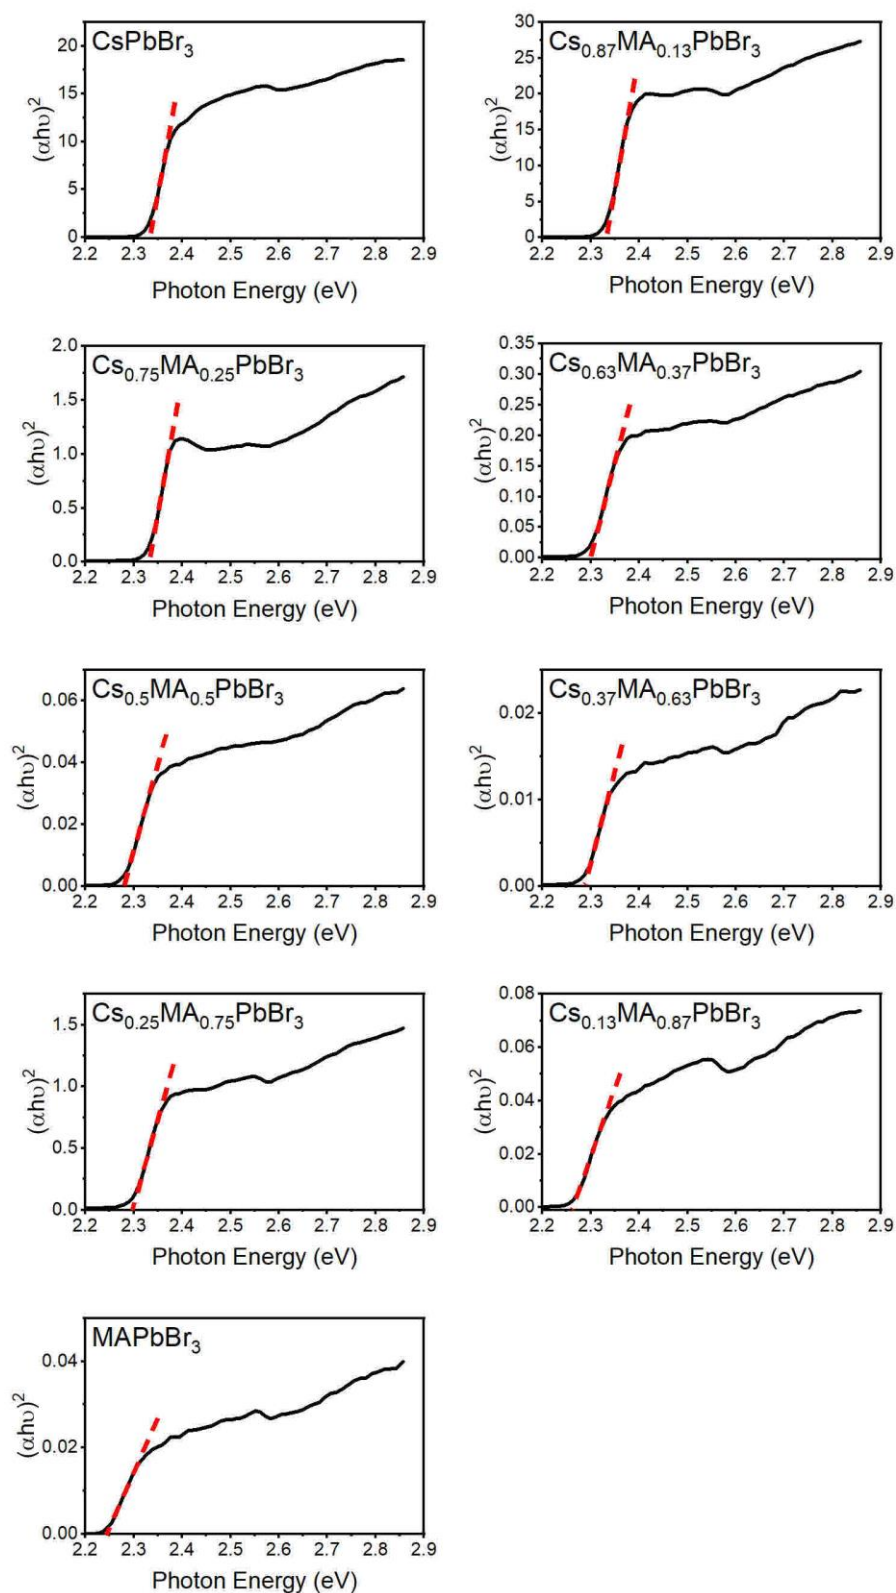 CsPbBr3
20
15
10
5
0
(αhυ)2
2.2 2.3 2.4 2.5 2.6 2.7 2.8 2.9
Photon Energy (eV)
Cs0.87MA0.13PbBr3
30
25
20
15
10
5
0
(αhυ)2
2.2 2.3 2.4 2.5 2.6 2.7 2.8 2.9
Photon Energy (eV)
Cs0.75MA0.25PbBr3
2.0
1.5
1.0
0.5
0.0
(αhυ)2
2.2 2.3 2.4 2.5 2.6 2.7 2.8 2.9
Photon Energy (eV)
Cs0.63MA0.37PbBr3
0.35
0.30
0.25
0.20
0.15
0.10
0.05
0.00
(αhυ)2
2.2 2.3 2.4 2.5 2.6 2.7 2.8 2.9
Photon Energy (eV)
Cs0.5MA0.5PbBr3
0.06
0.04
0.02
0.00
(αhυ)2
2.2 2.3 2.4 2.5 2.6 2.7 2.8 2.9
Photon Energy (eV)
Cs0.37MA0.63PbBr3
0.02
0.01
0.00
(αhυ)2
2.2 2.3 2.4 2.5 2.6 2.7 2.8 2.9
Photon Energy (eV)
Cs0.25MA0.75PbBr3
1.5
1.0
0.5
0.0
(αhυ)2
2.2 2.3 2.4 2.5 2.6 2.7 2.8 2.9
Photon Energy (eV)
Cs0.13MA0.87PbBr3
0.08
0.06
0.04
0.02
0.00
(αhυ)2
2.2 2.3 2.4 2.5 2.6 2.7 2.8 2.9
Photon Energy (eV)
MAPbBr3
0.04
0.02
0.00
(αhυ)2
2.2 2.3 2.4 2.5 2.6 2.7 2.8 2.9
Photon Energy (eV)